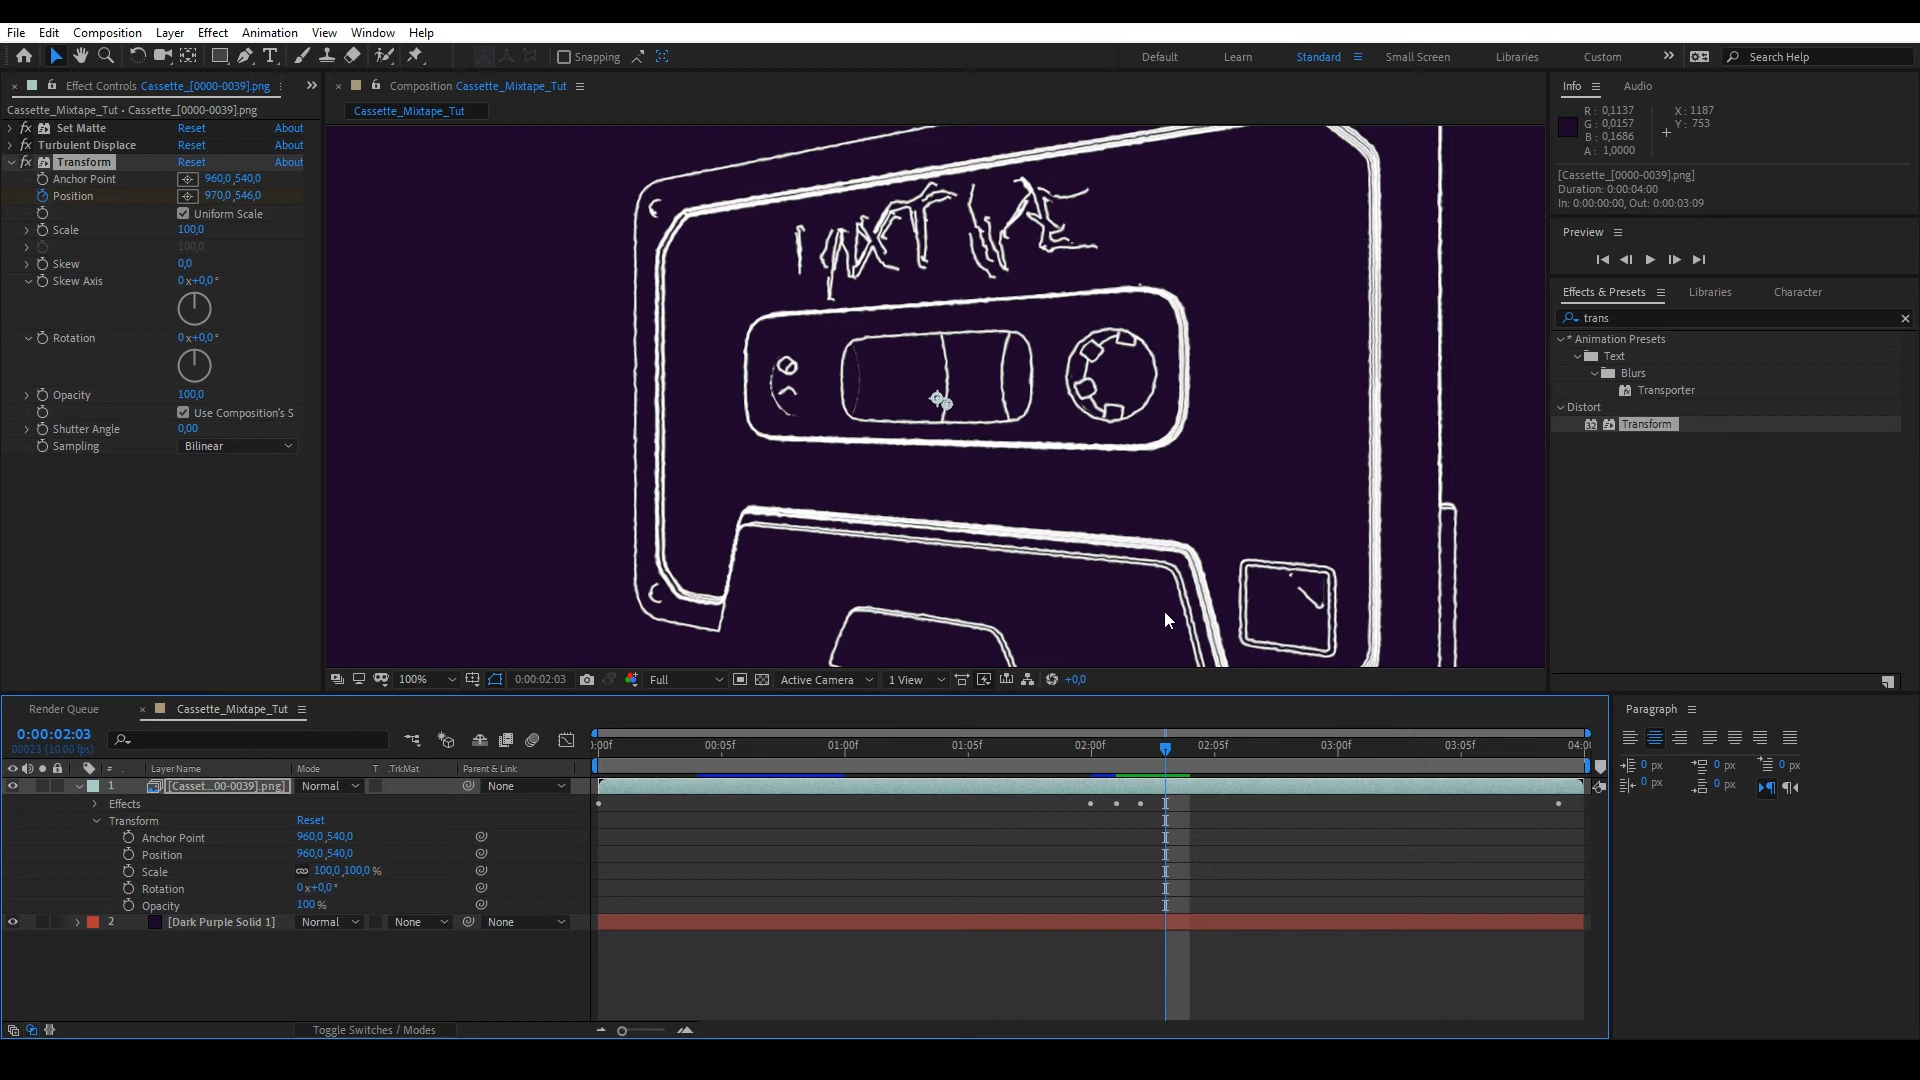 File Edit Composition Layer Effect Animation View Window Help
Snapping Default Learn Standard Small Screen Libraries Custom Search Help
Effect Controls Cassette_[0000-0039].png
Cassette_Mixtape_Tut • Cassette_[0000-0039].png
fx Set Matte Reset About
fx Turbulent Displace Reset About
fx Transform Reset About
Anchor Point 960,0,540,0
Position 970,0,546,0
Uniform Scale
Scale 100,0
100,0
Skew 0,0
Skew Axis 0x+0,0°
Rotation 0x+0,0°
Opacity 100,0
Use Composition's S
Shutter Angle 0,00
Sampling Bilinear
Composition Cassette_Mixtape_Tut
Cassette_Mixtape_Tut
100% 0:00:02:03 Full Active Camera 1 View +0,0
Info Audio
R: 0,1137 X: 1187
G: 0,0157 Y: 753
B: 0,1686
A: 1,0000
[Cassette_[0000-0039].png]
Duration: 0:00:04:00
In: 0:00:00:00, Out: 0:00:03:09
Preview
Effects & Presets Libraries Character
trans
* Animation Presets
Text
Blurs
Transporter
Distort
32 Transform
Render Queue Cassette_Mixtape_Tut
0:00:02:03
00023 (10.00 fps)
:00f 00:05f 01:00f 01:05f 02:00f 02:05f 03:00f 03:05f 04:0
# Layer Name Mode T .TrkMat Parent & Link
1 [Casset...00-0039].png] Normal None
Effects
Transform Reset
Anchor Point 960,0,540,0
Position 960,0,540,0
Scale 100,0,100,0%
Rotation 0x+0,0°
Opacity 100%
2 [Dark Purple Solid 1] Normal None None
Toggle Switches / Modes
Paragraph
0 px 0 px 0 px
0 px 0 px